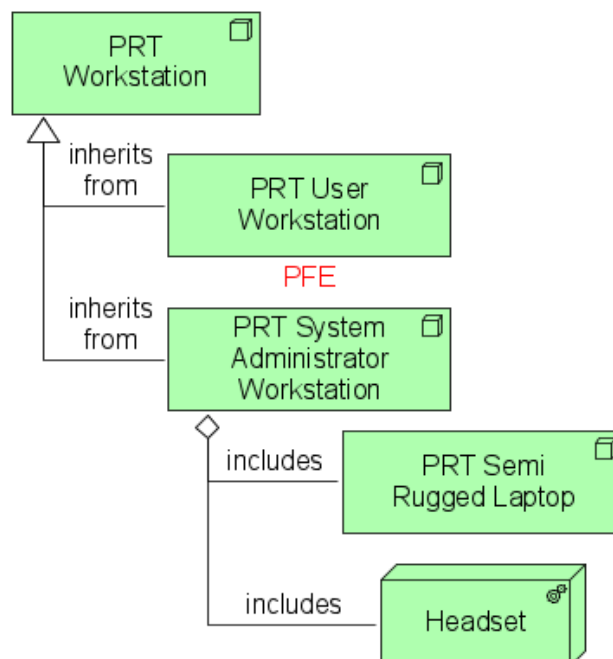 PRT
Workstation
inherits
from
PRT User
Workstation
PFE
inherits
from
PRT System
Administrator
Workstation
includes
PRT Semi
Rugged Laptop
includes
Headset